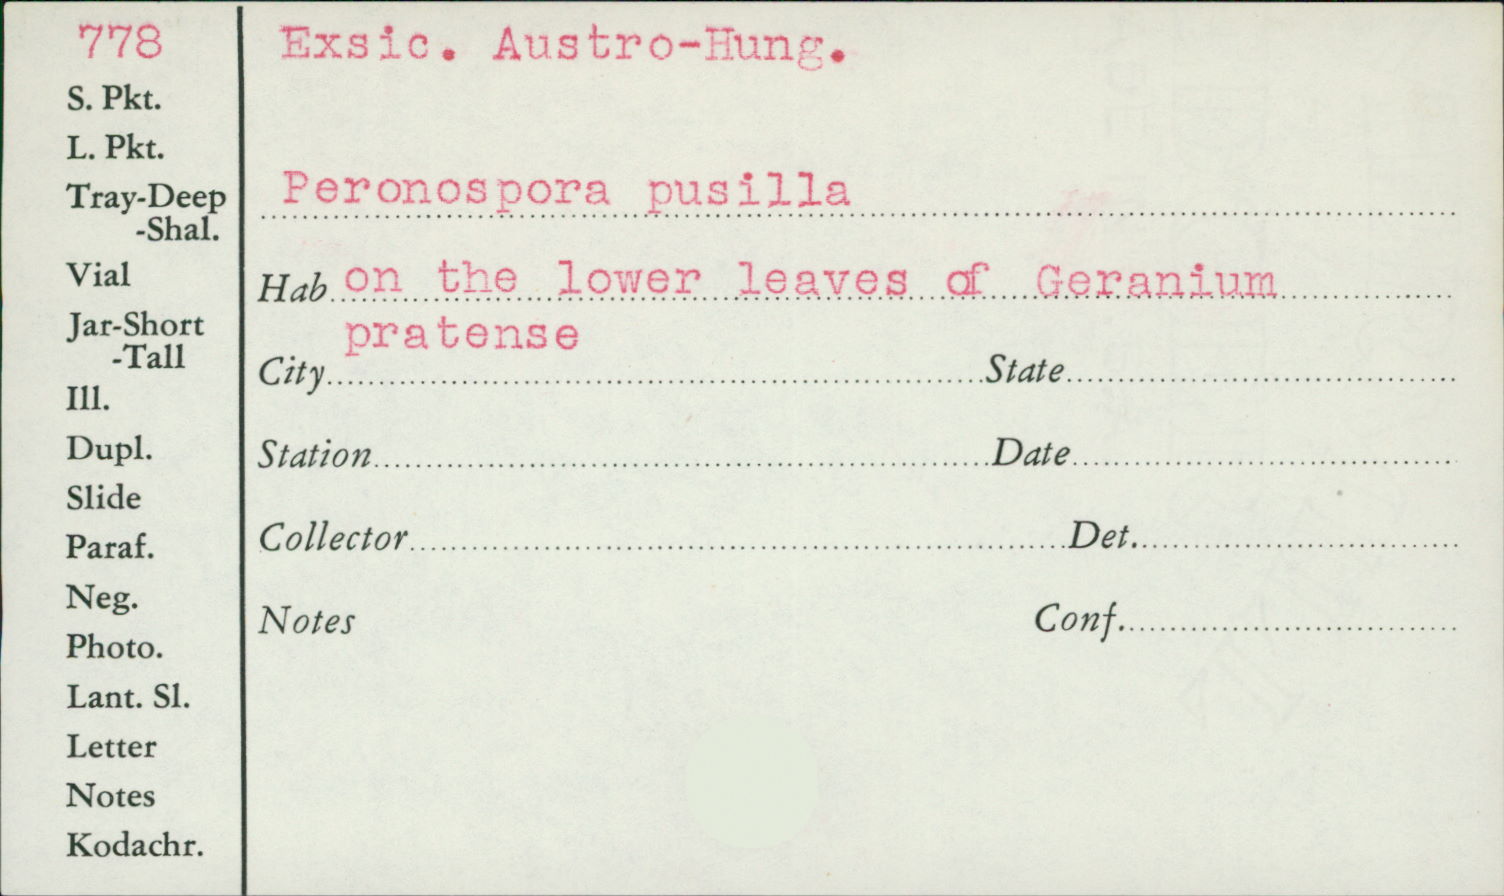 778
S. Pkt.
L. Pkt.
Tray-Deep
-Shal.
Vial
Jar-Short
-Tall
Ill.
Dupl.
Slide
Paraf.
Neg.
Photo.
Lant. Sl.
Letter
Notes
Kodachr.
Exsic. Austro-Hung.
Peronospora pusilla
Hab on the lower leaves of Geranium
pratense
City State
Station Date
Collector Det.
Notes Conf.